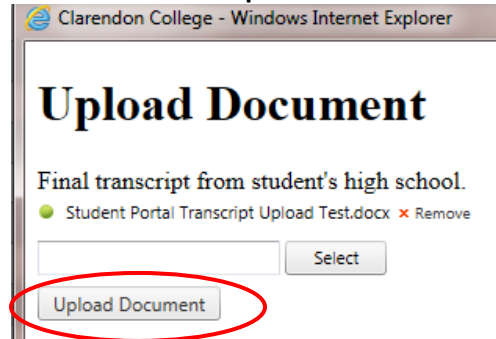 Clarendon College - Windows Internet Explorer
Upload Document
Final transcript from student's high school.
Student Portal Transcript Upload Test.docx × Remove
Select
Upload Document